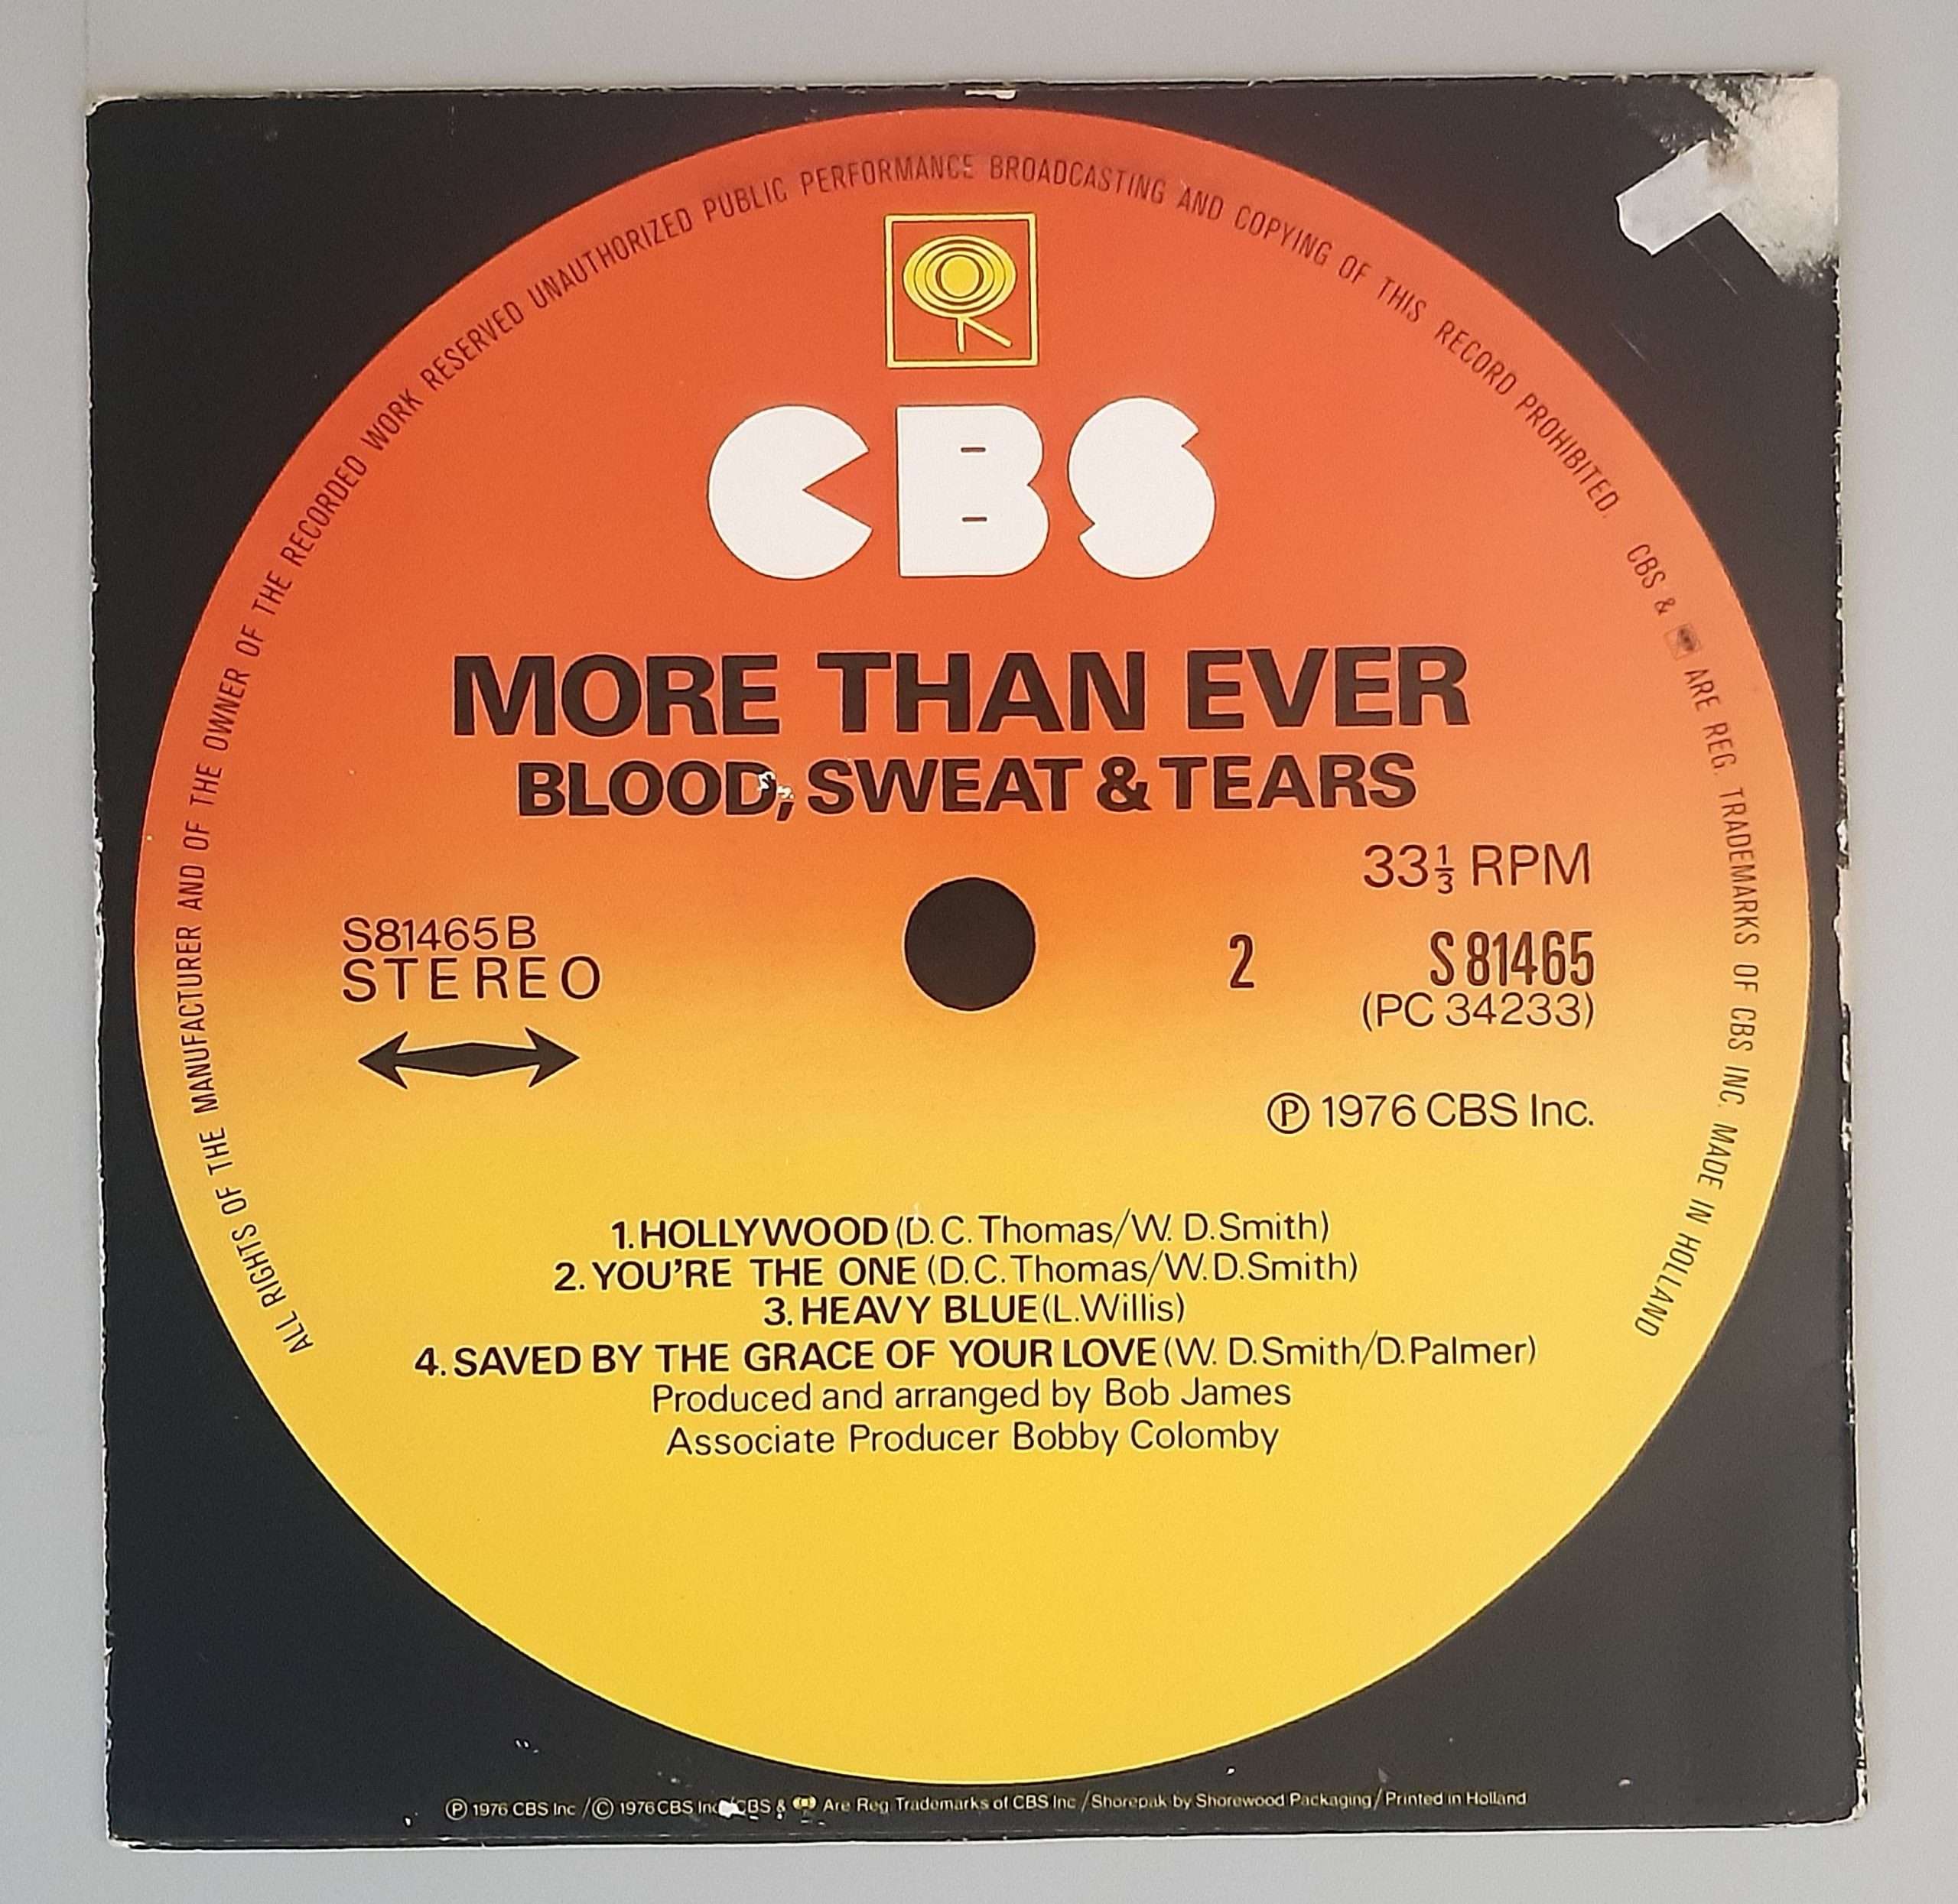 ALL RIGHTS OF THE MANUFACTURER AND OF THE OWNER OF THE RECORDED WORK RESERVED UNAUTHORIZED PUBLIC PERFORMANCE BROADCASTING AND COPYING OF THIS RECORD PROHIBITED. CBS & ARE REG. TRADEMARKS OF CBS INC. MADE IN HOLLAND
CBS
MORE THAN EVER
BLOOD, SWEAT & TEARS
33⅓ RPM
S81465B
STEREO
2 S 81465
(PC 34233)
Ⓟ 1976 CBS Inc.
1. HOLLYWOOD (D. C. Thomas/W. D. Smith)
2. YOU'RE THE ONE (D.C. Thomas/W.D. Smith)
3. HEAVY BLUE (L. Willis)
4. SAVED BY THE GRACE OF YOUR LOVE (W. D. Smith/D. Palmer)
Produced and arranged by Bob James
Associate Producer Bobby Colomby
Ⓟ 1976 CBS Inc / © 1976 CBS Inc / CBS & Are Reg Trademarks of CBS Inc / Shorepak by Shorewood Packaging / Printed in Holland